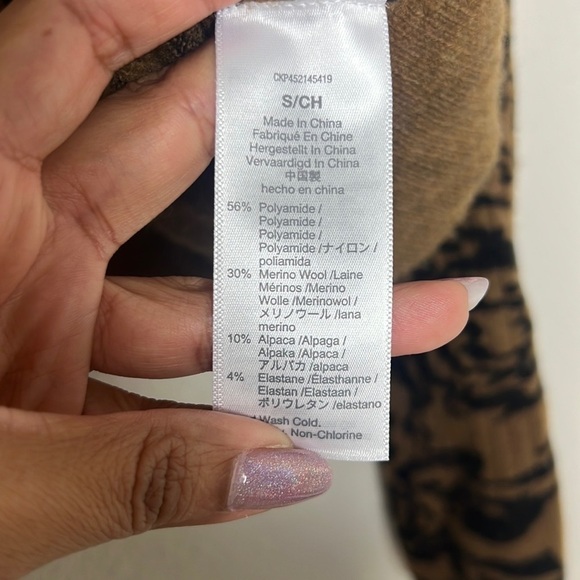 CKP452145419
S/CH
Made In China
Fabriqué En Chine
Hergestellt In China
Vervaardigd In China
中国製
hecho en china
56% Polyamide /
Polyamide /
Polyamide /
Polyamide /ナイロン /
poliamida
30% Merino Wool /Laine
Mérinos /Merino
Wolle /Merinowol /
メリノウール /lana
merino
10% Alpaca /Alpaga /
Alpaka /Alpaca /
アルパカ /alpaca
4% Elastane /Élasthanne /
Elastan /Elastaan /
ポリウレタン /elastano
Wash Cold.
Non-Chlorine